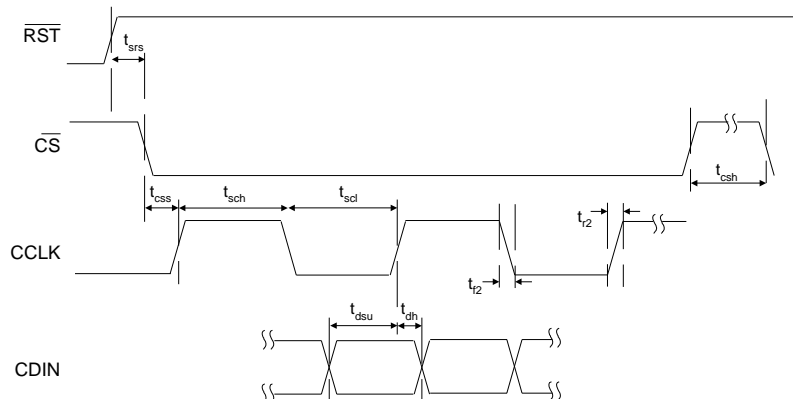 RST
t_srs
CS
t_csh
t_css t_sch t_scl
t_r2
CCLK
t_f2
t_dsu t_dh
CDIN